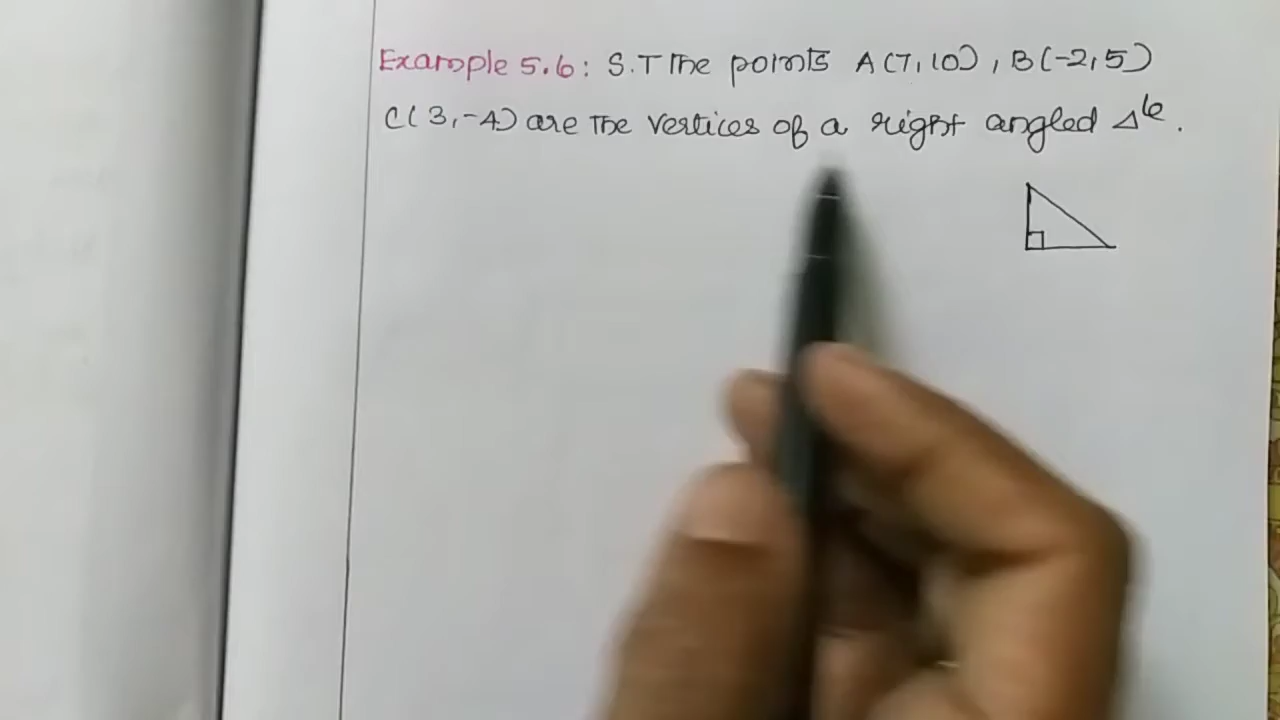 Example 5.6: S.T The points A(7,10), B(-2,5)
C(3,-4) are the vertices of a right angled Δle.